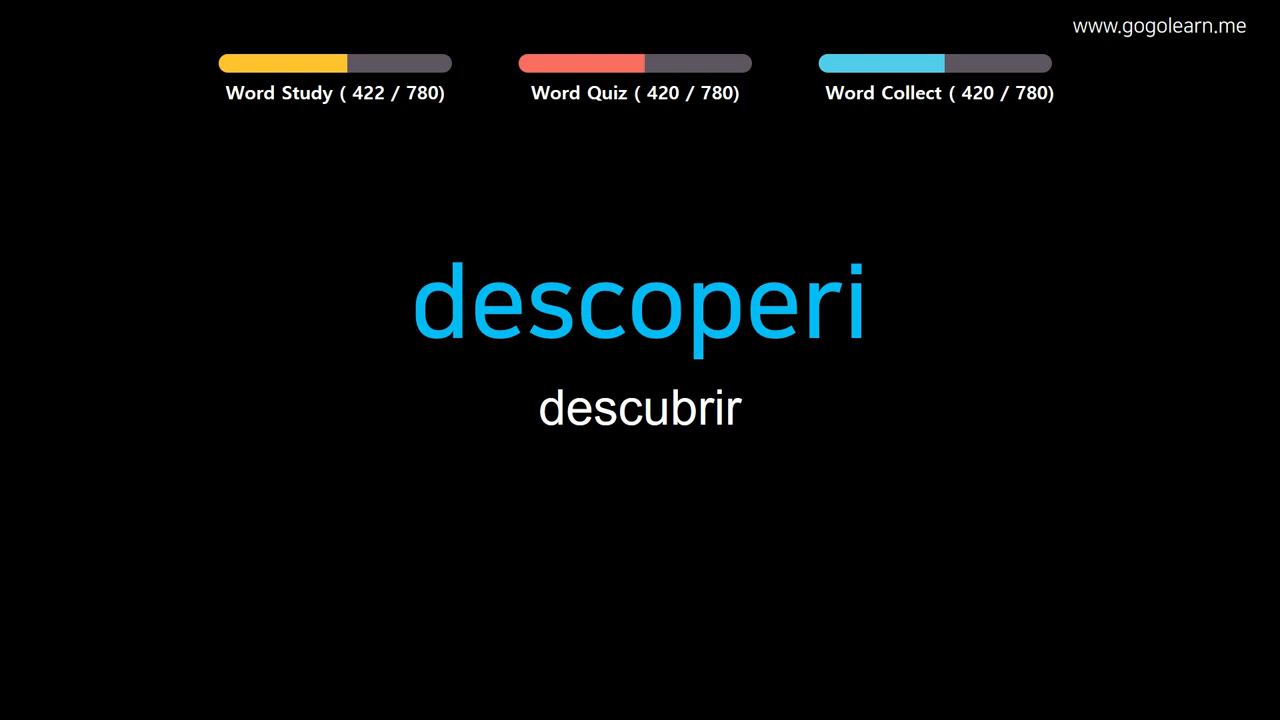 www.gogolearn.me
Word Study ( 422 / 780)
Word Quiz ( 420 / 780)
Word Collect ( 420 / 780)
descoperi
descubrir